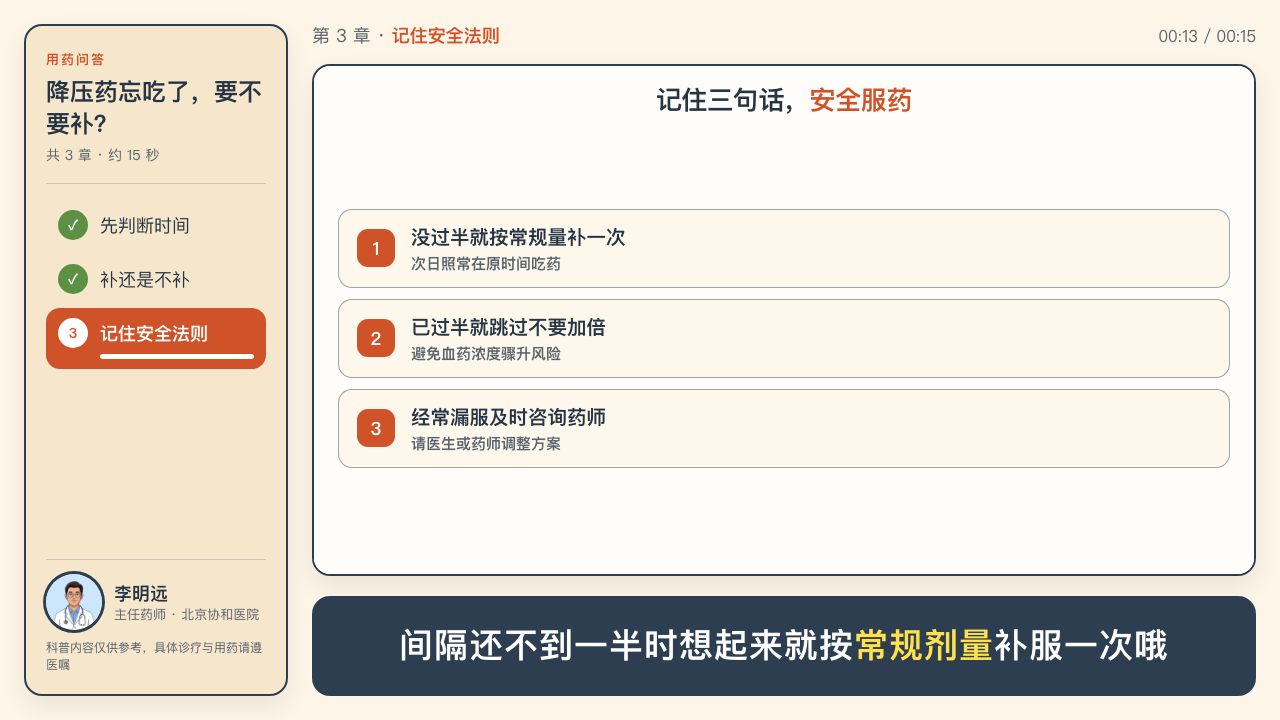 用药问答
降压药忘吃了，要不
要补?
共 3 章 · 约 15 秒
✓ 先判断时间
✓ 补还是不补
3 记住安全法则
李明远
主任药师 · 北京协和医院
科普内容仅供参考，具体诊疗与用药请遵
医嘱
第 3 章 · 记住安全法则
00:13 / 00:15
记住三句话，安全服药
1 没过半就按常规量补一次
次日照常在原时间吃药
2 已过半就跳过不要加倍
避免血药浓度骤升风险
3 经常漏服及时咨询药师
请医生或药师调整方案
间隔还不到一半时想起来就按常规剂量补服一次哦